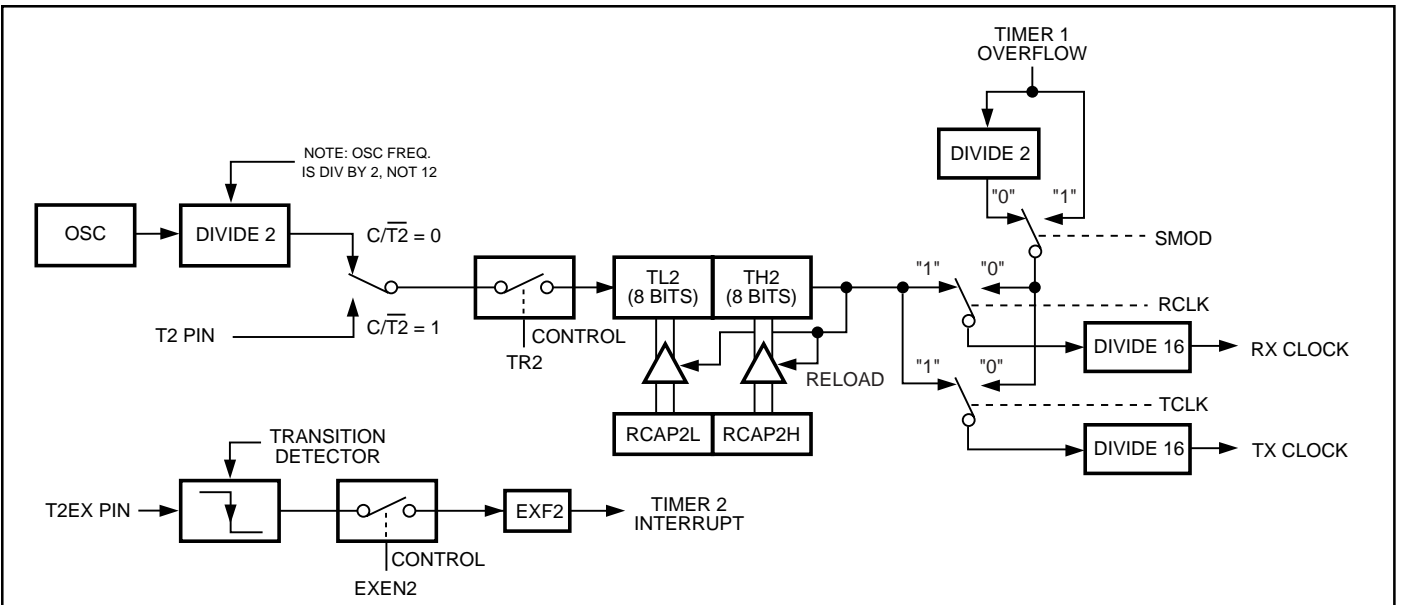 TIMER 1
OVERFLOW
NOTE: OSC FREQ.
IS DIV BY 2, NOT 12
DIVIDE 2
"0"
"1"
OSC
DIVIDE 2
C/T̅2̅ = 0
SMOD
TL2
(8 BITS)
TH2
(8 BITS)
"1"
"0"
RCLK
T2 PIN
C/T̅2̅ = 1
CONTROL
TR2
DIVIDE 16
RX CLOCK
RELOAD
"1"
"0"
TCLK
RCAP2L
RCAP2H
TRANSITION
DETECTOR
DIVIDE 16
TX CLOCK
T2EX PIN
EXF2
TIMER 2
INTERRUPT
CONTROL
EXEN2